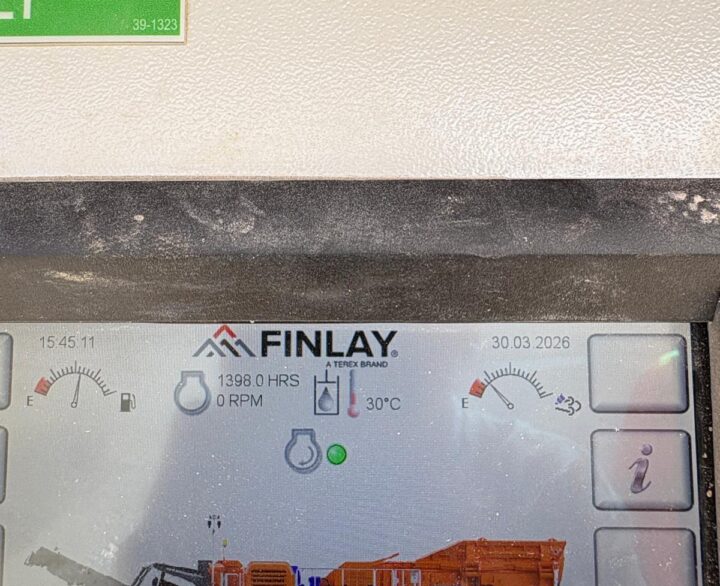 39-1323
15:45:11
FINLAY®
A TEREX BRAND
30.03.2026
1398.0 HRS
0 RPM
30°C
E
E
i